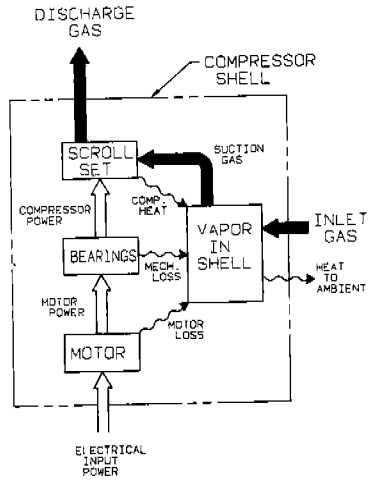 DISCHARGE
GAS
COMPRESSOR
SHELL
SCROLL
SET
SUCTION
GAS
COMP.
HEAT
COMPRESSOR
POWER
VAPOR
IN
SHELL
INLET
GAS
BEARINGS
MECH.
LOSS
HEAT
TO
AMBIENT
MOTOR
POWER
MOTOR
LOSS
MOTOR
ELECTRICAL
INPUT
POWER